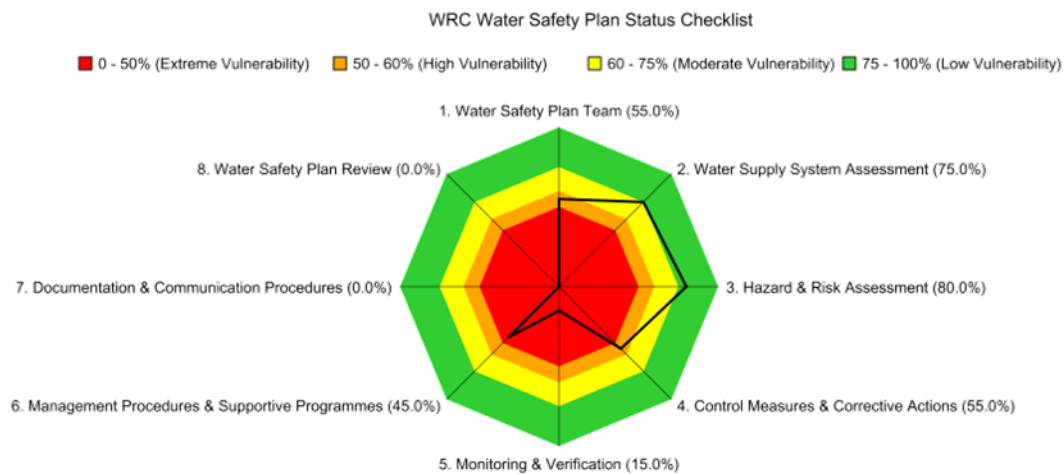 WRC Water Safety Plan Status Checklist
0 - 50% (Extreme Vulnerability) 50 - 60% (High Vulnerability) 60 - 75% (Moderate Vulnerability) 75 - 100% (Low Vulnerability)
1. Water Safety Plan Team (55.0%)
8. Water Safety Plan Review (0.0%)
2. Water Supply System Assessment (75.0%)
7. Documentation & Communication Procedures (0.0%)
3. Hazard & Risk Assessment (80.0%)
6. Management Procedures & Supportive Programmes (45.0%)
4. Control Measures & Corrective Actions (55.0%)
5. Monitoring & Verification (15.0%)